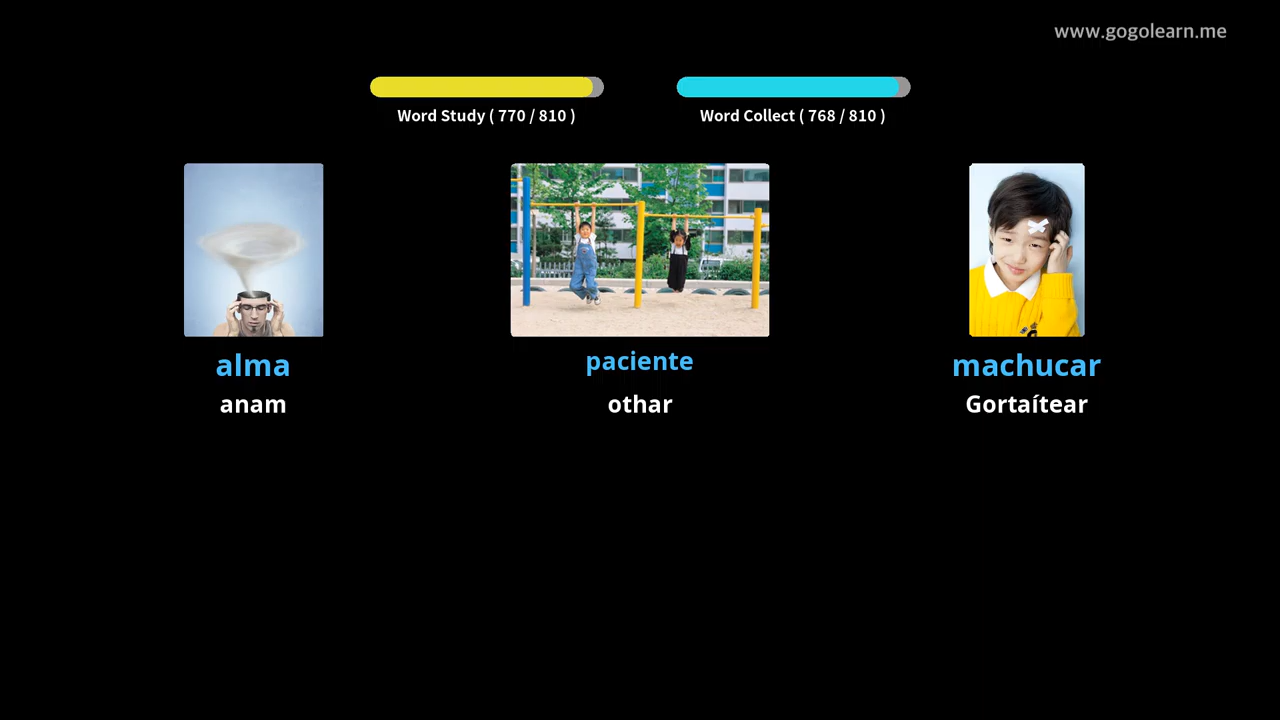 www.gogolearn.me
Word Study ( 770 / 810 )
Word Collect ( 768 / 810 )
alma
anam
paciente
othar
machucar
Gortaítear